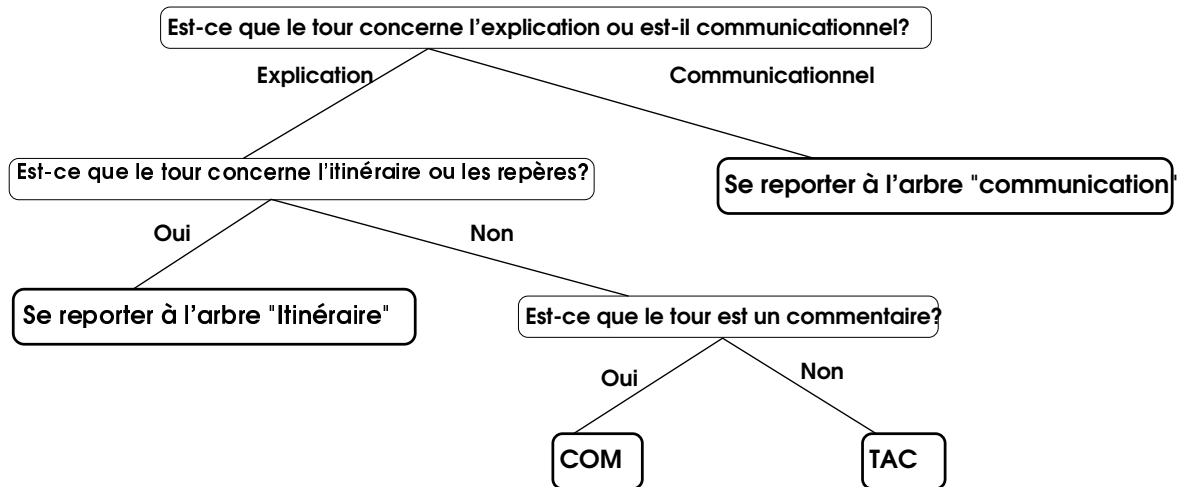 Est-ce que le tour concerne l'explication ou est-il communicationnel?
Explication
Communicationnel
Est-ce que le tour concerne l'itinéraire ou les repères?
Se reporter à l'arbre "communication"
Oui
Non
Se reporter à l'arbre "Itinéraire"
Est-ce que le tour est un commentaire?
Oui
Non
COM
TAC